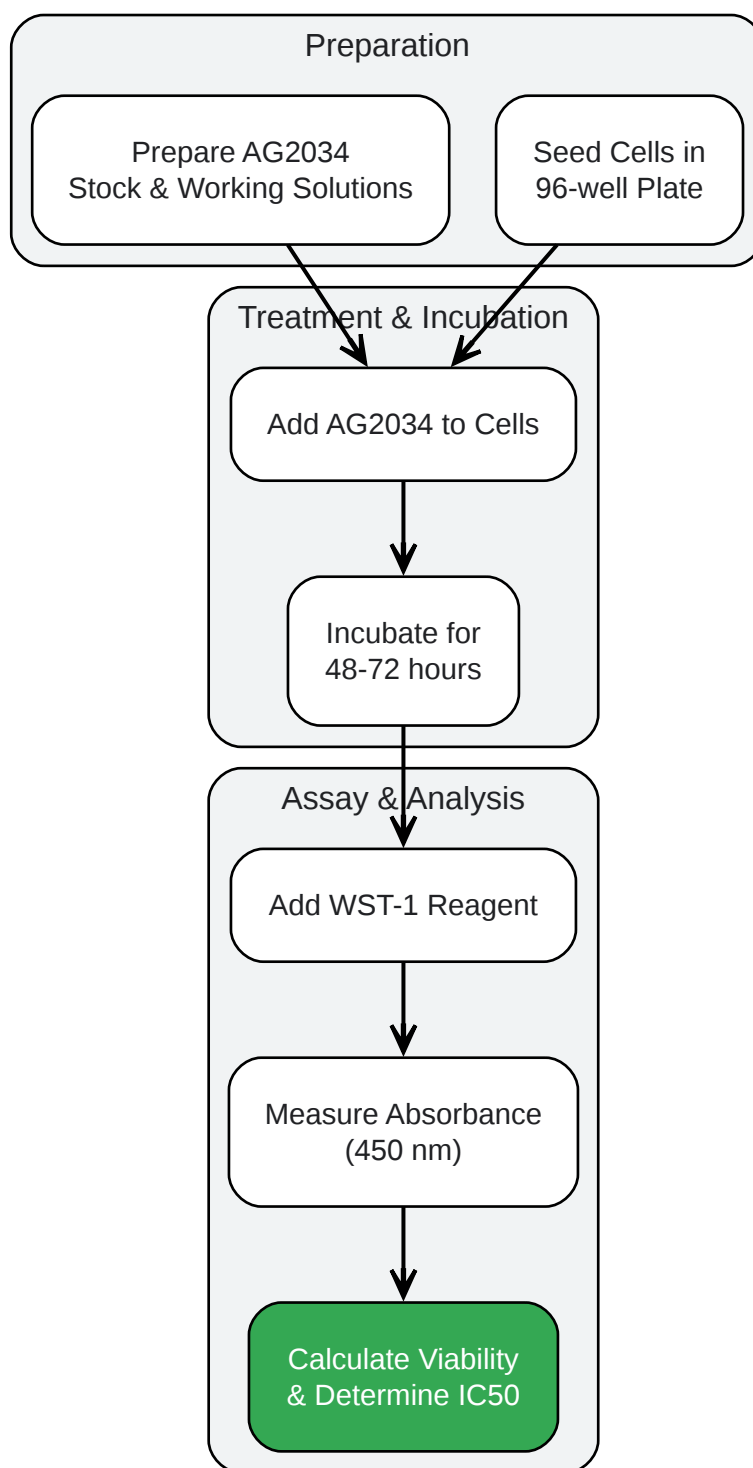 Preparation
Prepare AG2034
Stock & Working Solutions
Seed Cells in
96-well Plate
Treatment & Incubation
Add AG2034 to Cells
Incubate for
48-72 hours
Assay & Analysis
Add WST-1 Reagent
Measure Absorbance
(450 nm)
Calculate Viability
& Determine IC50